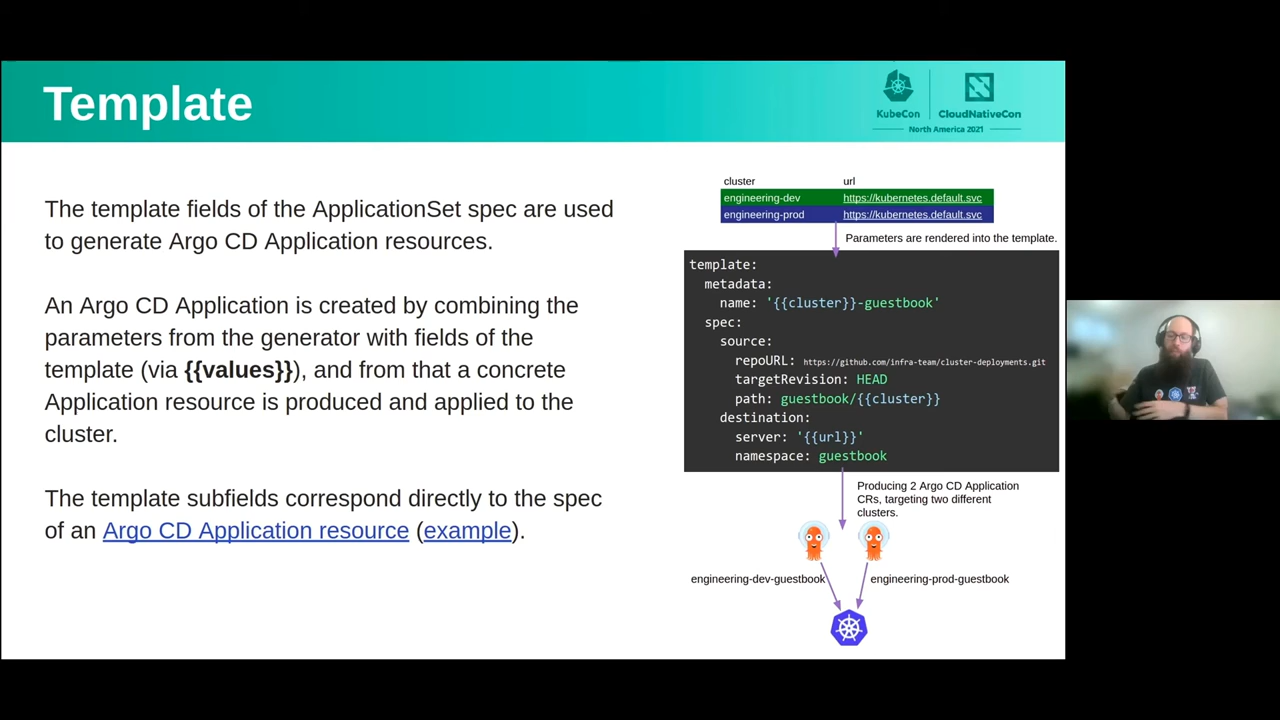 Template
KubeCon
CloudNativeCon
North America 2021
The template fields of the ApplicationSet spec are used
to generate Argo CD Application resources.
An Argo CD Application is created by combining the
parameters from the generator with fields of the
template (via {{values}}), and from that a concrete
Application resource is produced and applied to the
cluster.
The template subfields correspond directly to the spec
of an Argo CD Application resource (example).
cluster url
engineering-dev https://kubernetes.default.svc
engineering-prod https://kubernetes.default.svc
Parameters are rendered into the template.
template:
metadata:
name: '{{cluster}}-guestbook'
spec:
source:
repoURL: https://github.com/infra-team/cluster-deployments.git
targetRevision: HEAD
path: guestbook/{{cluster}}
destination:
server: '{{url}}'
namespace: guestbook
Producing 2 Argo CD Application
CRs, targeting two different
clusters.
engineering-dev-guestbook
engineering-prod-guestbook